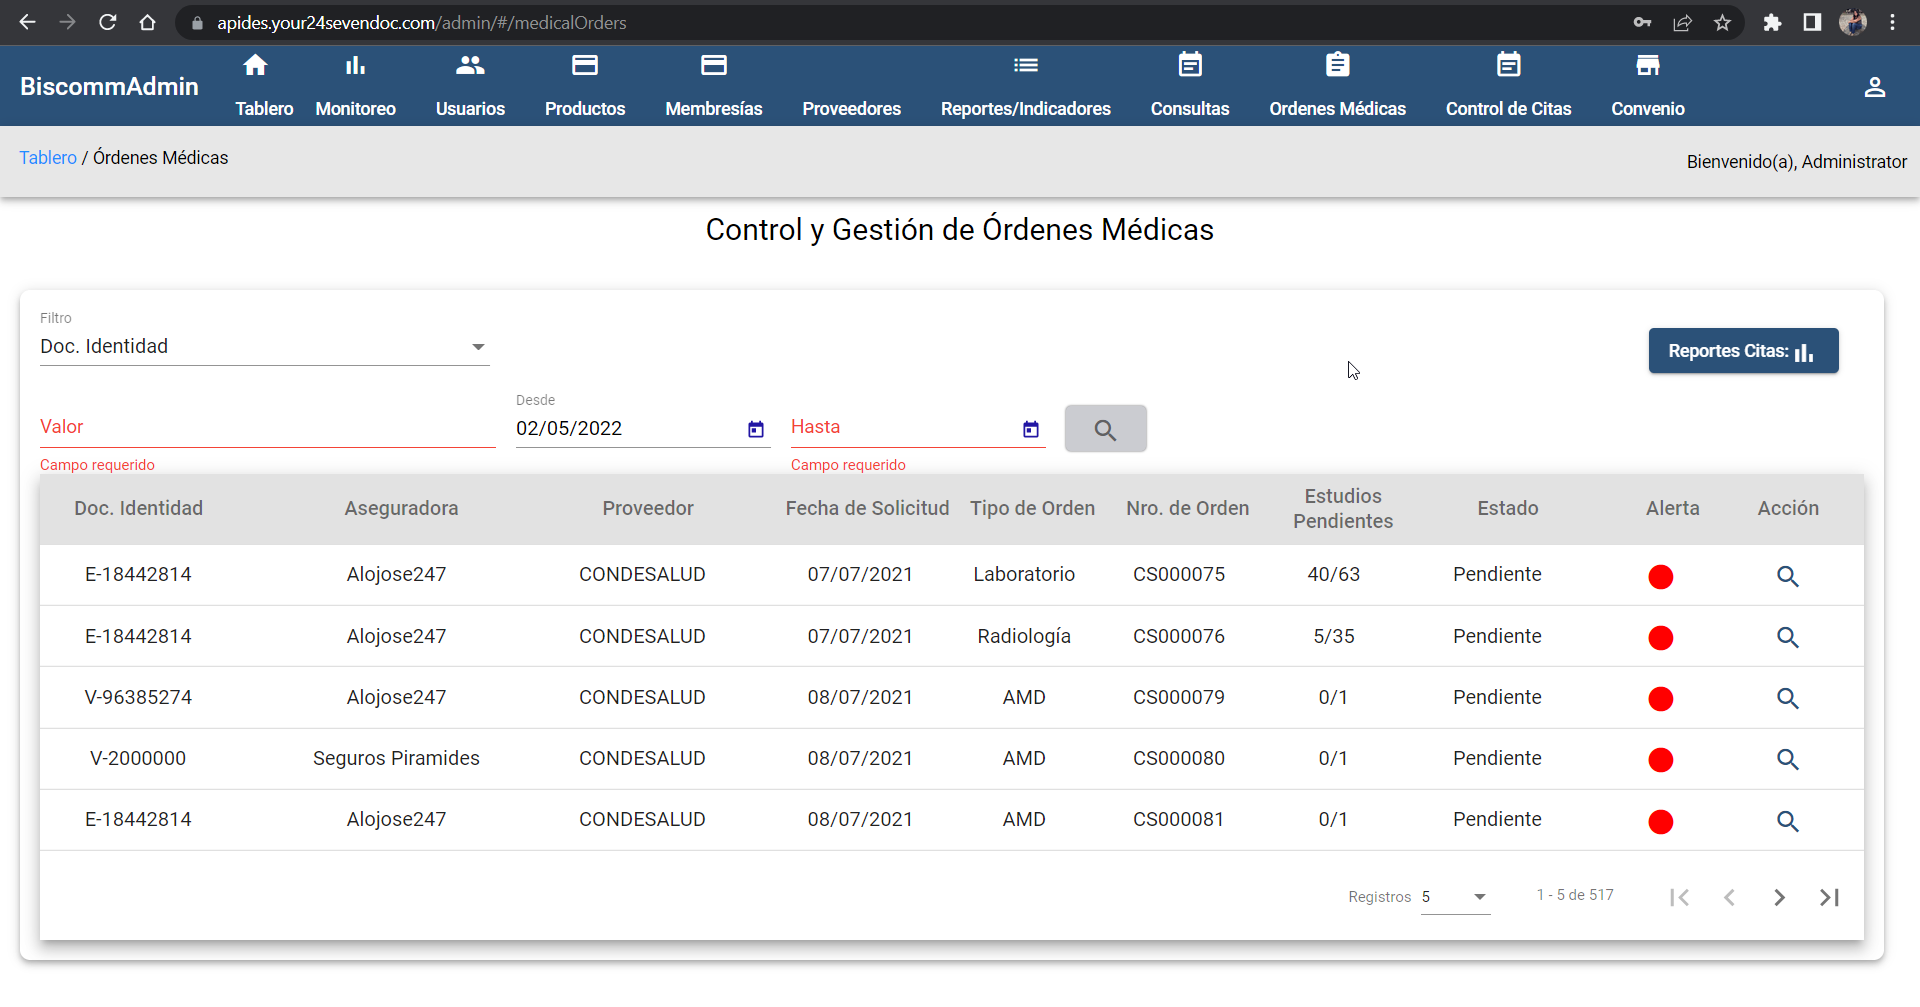 apides.your24sevendoc.com/admin/#/medicalOrders
BiscommAdmin
Tablero
Monitoreo
Usuarios
Productos
Membresías
Proveedores
Reportes/Indicadores
Consultas
Ordenes Médicas
Control de Citas
Convenio
Tablero / Órdenes Médicas
Bienvenido(a), Administrator
Control y Gestión de Órdenes Médicas
Filtro
Doc. Identidad
Reportes Citas:
Valor
Campo requerido
Desde
02/05/2022
Hasta
Campo requerido
Doc. Identidad Aseguradora Proveedor Fecha de Solicitud Tipo de Orden Nro. de Orden Estudios Pendientes Estado Alerta Acción
E-18442814 Alojose247 CONDESALUD 07/07/2021 Laboratorio CS000075 40/63 Pendiente
E-18442814 Alojose247 CONDESALUD 07/07/2021 Radiología CS000076 5/35 Pendiente
V-96385274 Alojose247 CONDESALUD 08/07/2021 AMD CS000079 0/1 Pendiente
V-2000000 Seguros Piramides CONDESALUD 08/07/2021 AMD CS000080 0/1 Pendiente
E-18442814 Alojose247 CONDESALUD 08/07/2021 AMD CS000081 0/1 Pendiente
Registros 5 1 - 5 de 517